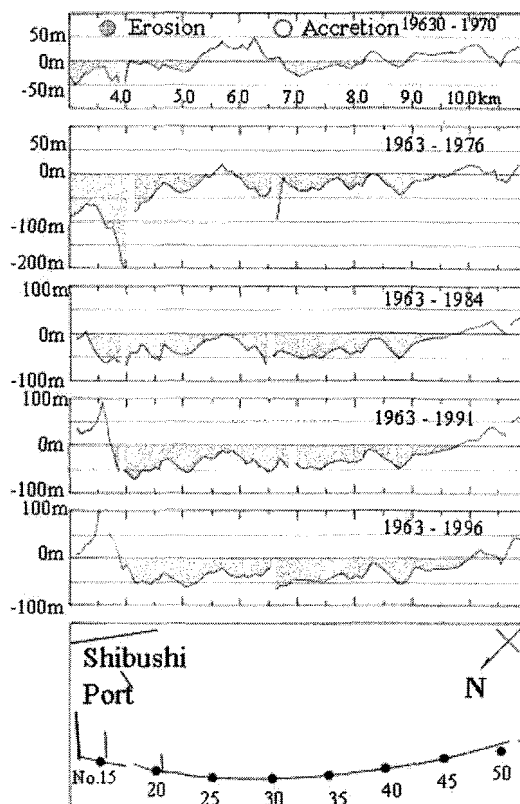 50m Erosion Accretion 19630 - 1970
0m
-50m
4.0 5.0 6.0 7.0 8.0 9.0 10.0km
50m 1963 - 1976
0m
-100m
-200m
100m 1963 - 1984
0m
-100m
100m 1963 - 1991
0m
-100m
100m 1963 - 1996
0m
-100m
Shibushi
Port
N
No.15 20 25 30 35 40 45 50